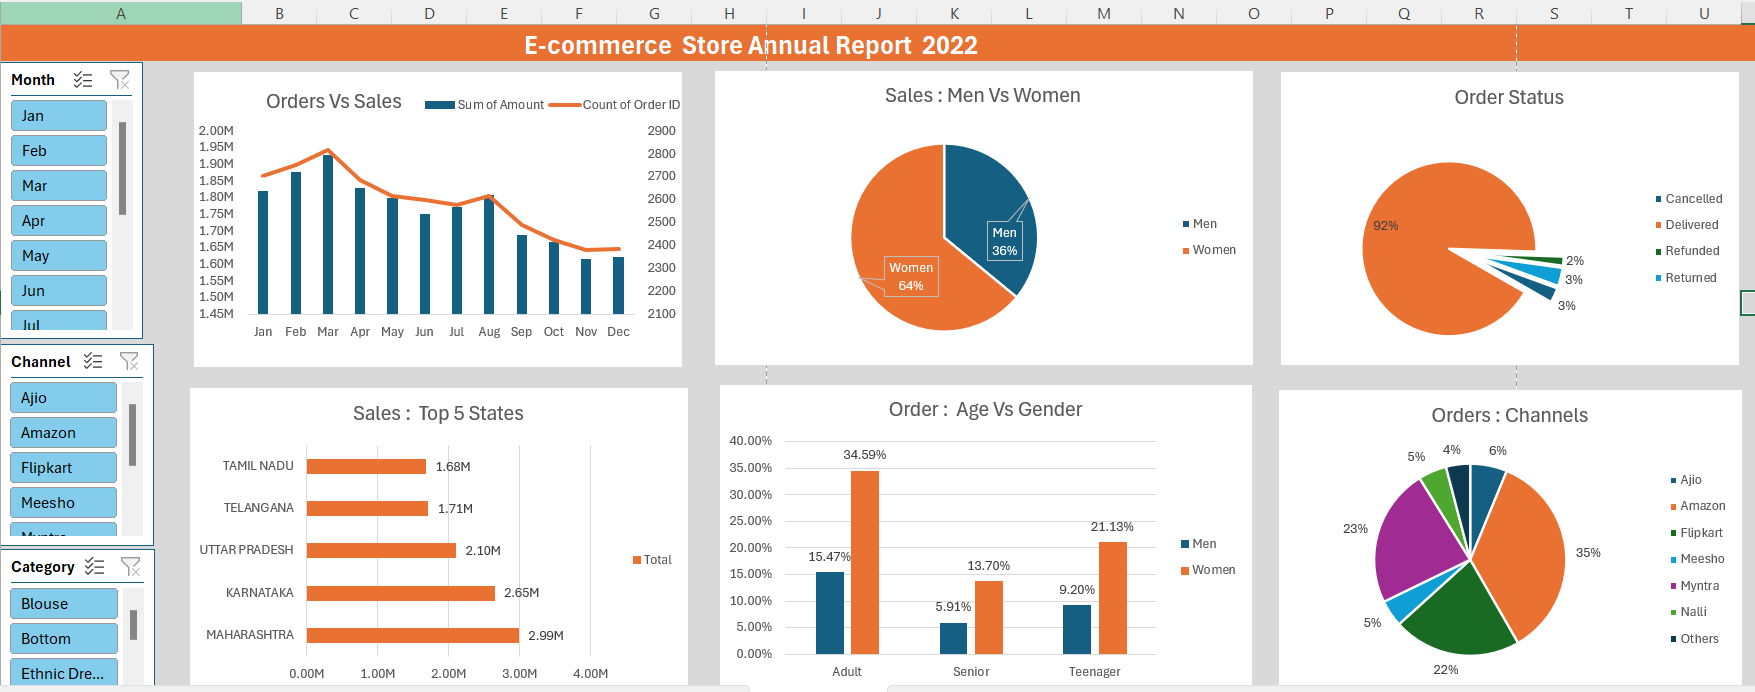 A B C D E F G H I J K L M N O P Q R S T U
E-commerce Store Annual Report 2022
Month
Jan
Feb
Mar
Apr
May
Jun
Jul
Channel
Ajio
Amazon
Flipkart
Meesho
Myntra
Category
Blouse
Bottom
Ethnic Dre...
Orders Vs Sales
Sum of Amount Count of Order ID
2.00M
1.95M
1.90M
1.85M
1.80M
1.75M
1.70M
1.65M
1.60M
1.55M
1.50M
1.45M
2900
2800
2700
2600
2500
2400
2300
2200
2100
Jan Feb Mar Apr May Jun Jul Aug Sep Oct Nov Dec
Sales : Men Vs Women
Men
36%
Women
64%
Men
Women
Order Status
92%
2%
3%
3%
Cancelled
Delivered
Refunded
Returned
Sales : Top 5 States
TAMIL NADU 1.68M
TELANGANA 1.71M
UTTAR PRADESH 2.10M
KARNATAKA 2.65M
MAHARASHTRA 2.99M
0.00M 1.00M 2.00M 3.00M 4.00M
Total
Order : Age Vs Gender
40.00%
35.00%
30.00%
25.00%
20.00%
15.00%
10.00%
5.00%
0.00%
15.47%
34.59%
5.91%
13.70%
9.20%
21.13%
Adult Senior Teenager
Men
Women
Orders : Channels
6%
35%
22%
5%
23%
5%
4%
Ajio
Amazon
Flipkart
Meesho
Myntra
Nalli
Others